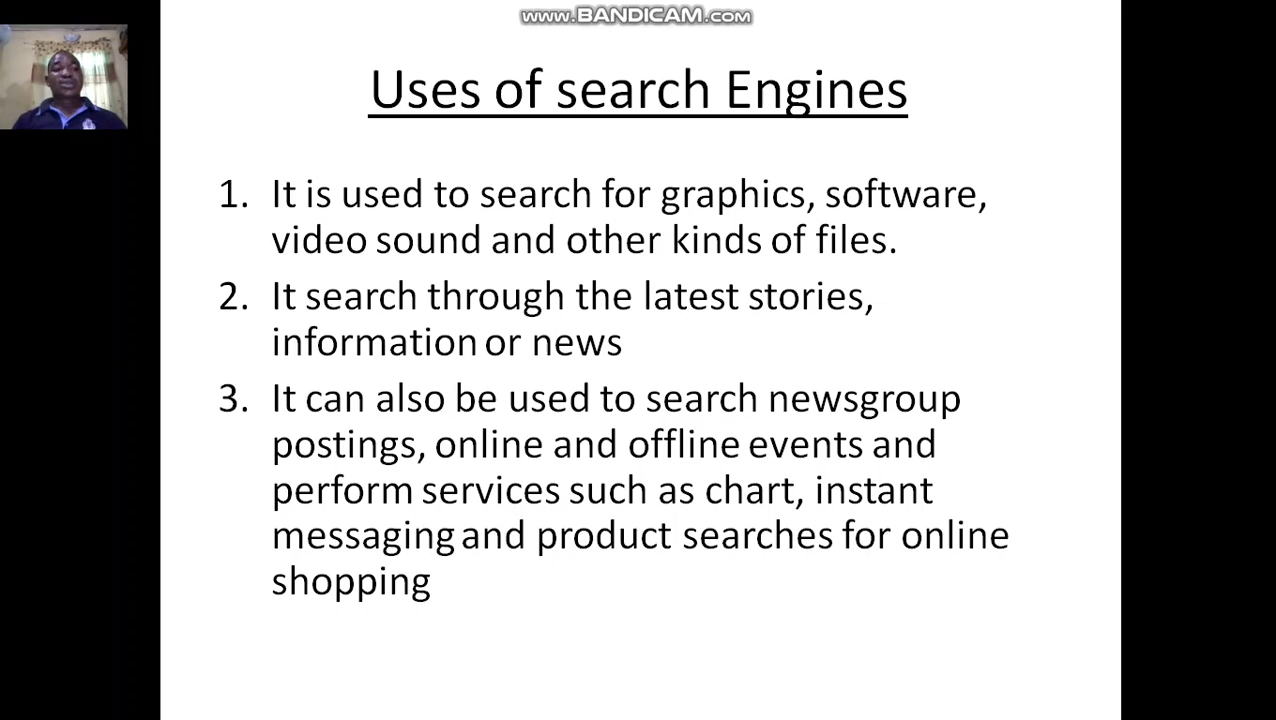 www.BANDICAM.com
Uses of search Engines
1. It is used to search for graphics, software,
video sound and other kinds of files.
2. It search through the latest stories,
information or news
3. It can also be used to search newsgroup
postings, online and offline events and
perform services such as chart, instant
messaging and product searches for online
shopping